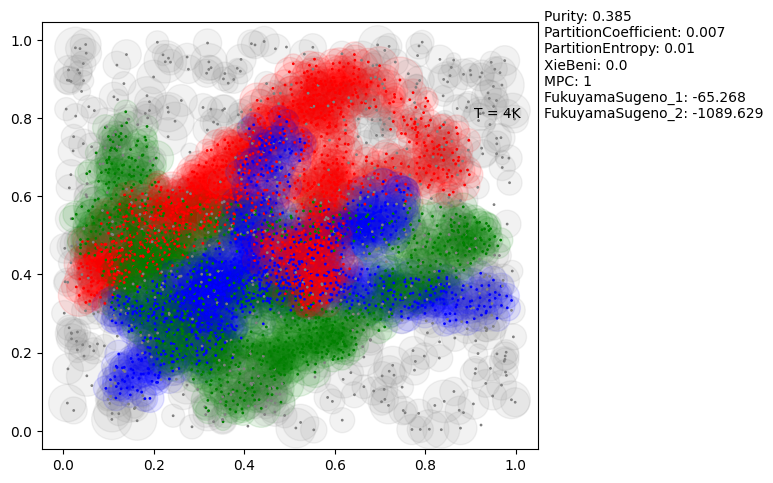 Purity: 0.385
PartitionCoefficient: 0.007
PartitionEntropy: 0.01
XieBeni: 0.0
MPC: 1
FukuyamaSugeno_1: -65.268
FukuyamaSugeno_2: -1089.629
T = 4K
1.0
0.8
0.6
0.4
0.2
0.0
0.0 0.2 0.4 0.6 0.8 1.0